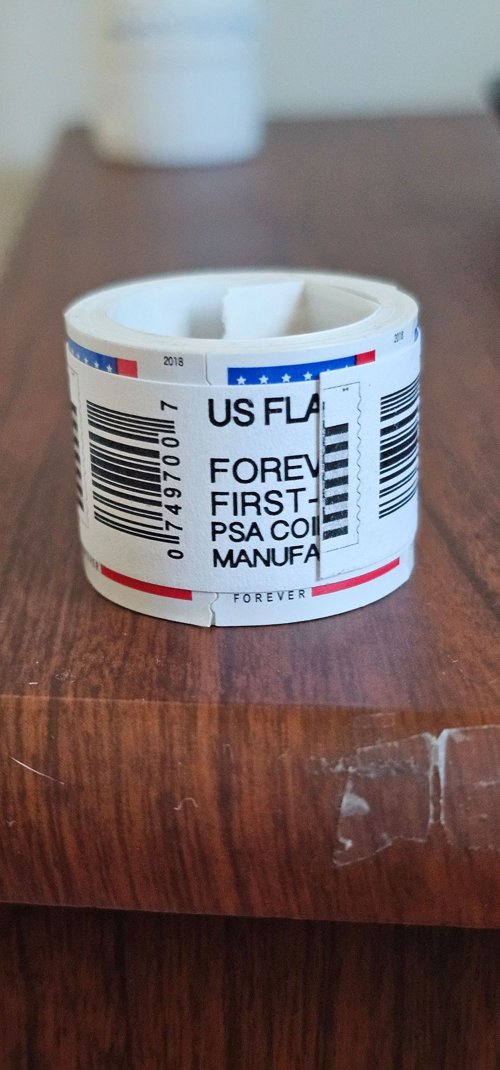 2018
2018
US FLA
FOREV
FIRST-
PSA COI
MANUFA
0 749700 7
FOREVER